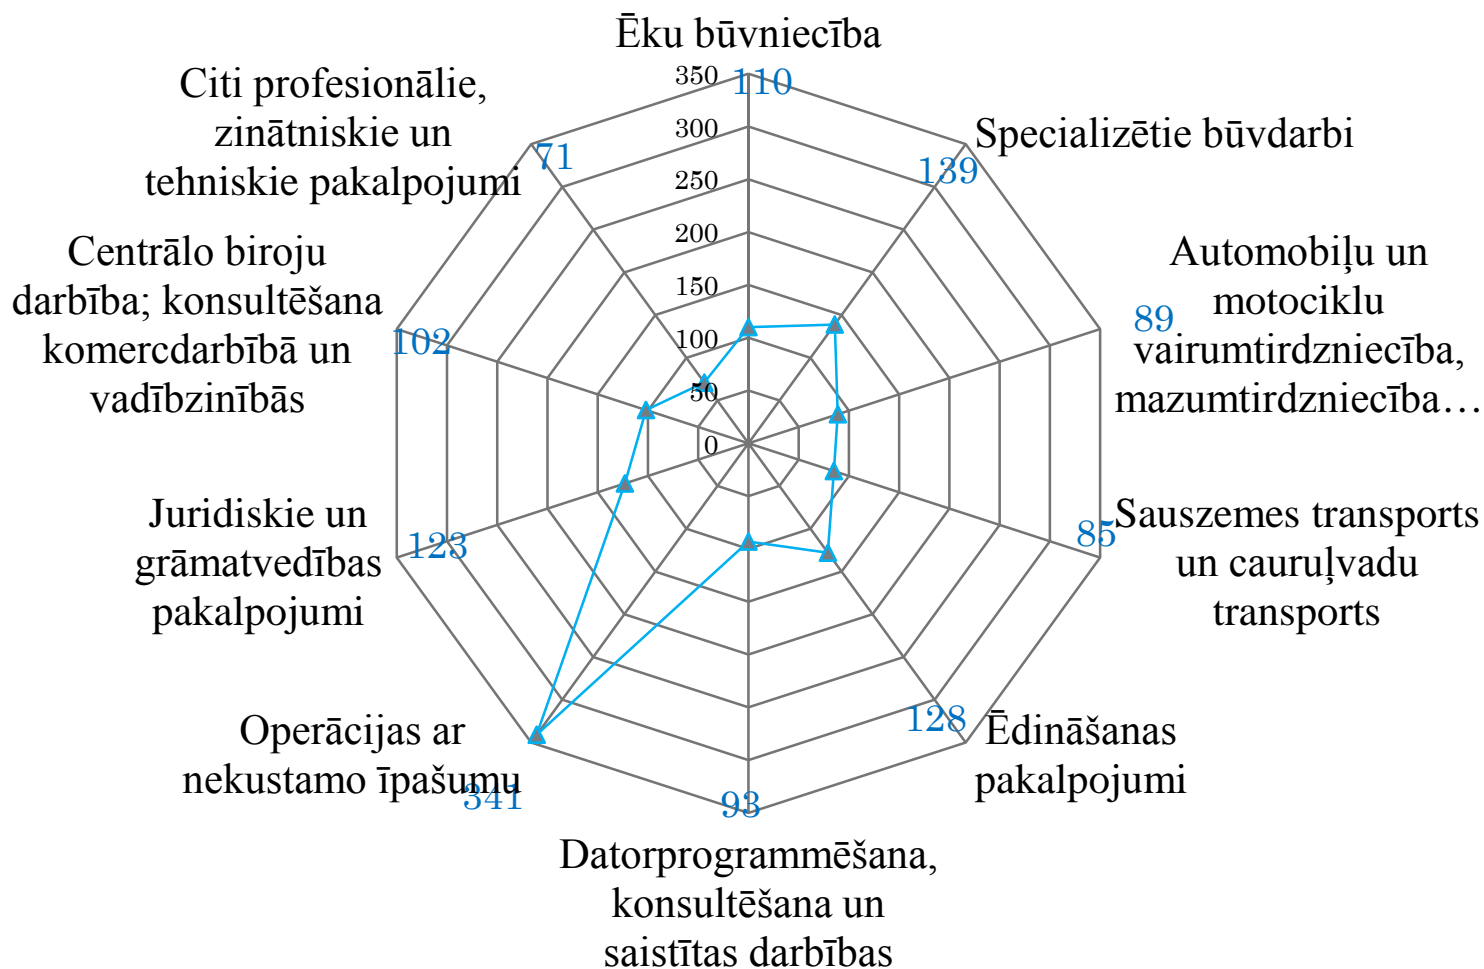 Ēku būvniecība
110
Specializētie būvdarbi
139
Automobiļu un
motociklu
vairumtirdzniecība,
mazumtirdzniecība…
89
Sauszemes transports
un cauruļvadu
transports
85
Ēdināšanas
pakalpojumi
128
Datorprogrammēšana,
konsultēšana un
saistītas darbības
93
Operācijas ar
nekustamo īpašumu
341
Juridiskie un
grāmatvedības
pakalpojumi
123
Centrālo biroju
darbība; konsultēšana
komercdarbībā un
vadībzinībās
102
Citi profesionālie,
zinātniskie un
tehniskie pakalpojumi
71
350
300
250
200
150
100
50
0